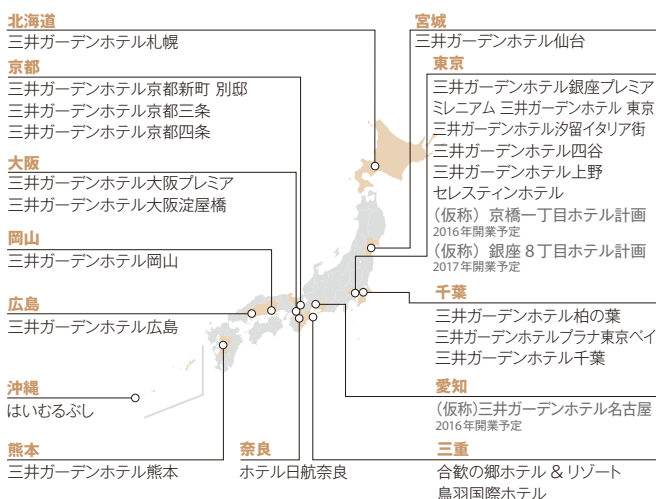 北海道
三井ガーデンホテル札幌
京都
三井ガーデンホテル京都新町 別邸
三井ガーデンホテル京都三条
三井ガーデンホテル京都四条
大阪
三井ガーデンホテル大阪プレミア
三井ガーデンホテル大阪淀屋橋
岡山
三井ガーデンホテル岡山
広島
三井ガーデンホテル広島
沖縄
はいむるぶし
熊本
三井ガーデンホテル熊本
奈良
ホテル日航奈良
宮城
三井ガーデンホテル仙台
東京
三井ガーデンホテル銀座プレミア
ミレニアム 三井ガーデンホテル 東京
三井ガーデンホテル汐留イタリア街
三井ガーデンホテル四谷
三井ガーデンホテル上野
セレスティンホテル
(仮称) 京橋一丁目ホテル計画
2016年開業予定
(仮称) 銀座8丁目ホテル計画
2017年開業予定
千葉
三井ガーデンホテル柏の葉
三井ガーデンホテルプラナ東京ベイ
三井ガーデンホテル千葉
愛知
(仮称)三井ガーデンホテル名古屋
2016年開業予定
三重
合歓の郷ホテル & リゾート
鳥羽国際ホテル